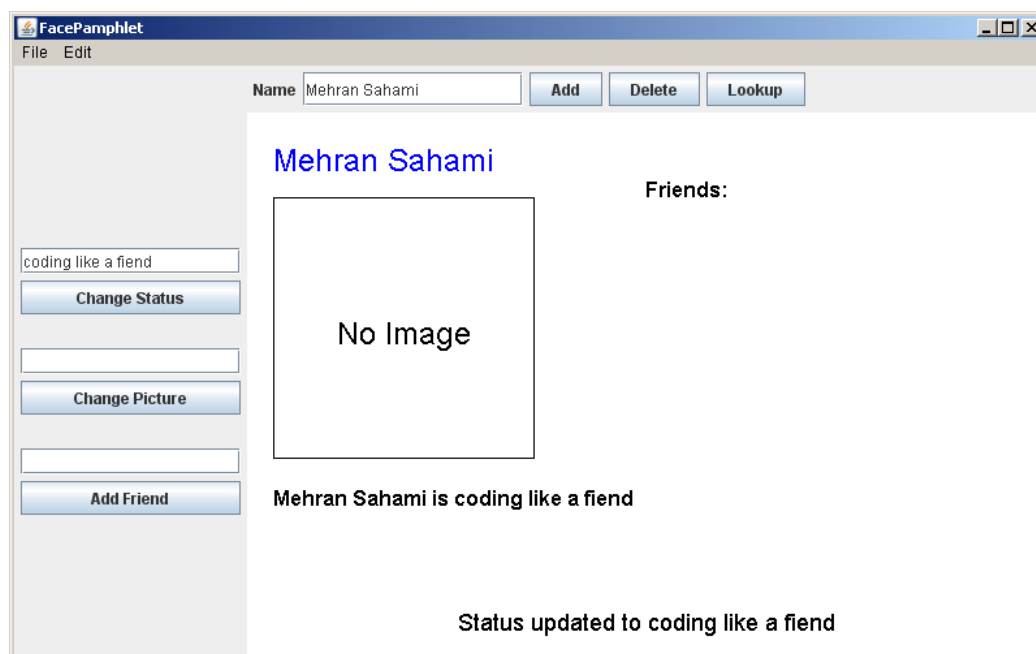 FacePamphlet
File Edit
Name Mehran Sahami Add Delete Lookup
Mehran Sahami
Friends:
coding like a fiend
Change Status
No Image
Change Picture
Add Friend
Mehran Sahami is coding like a fiend
Status updated to coding like a fiend